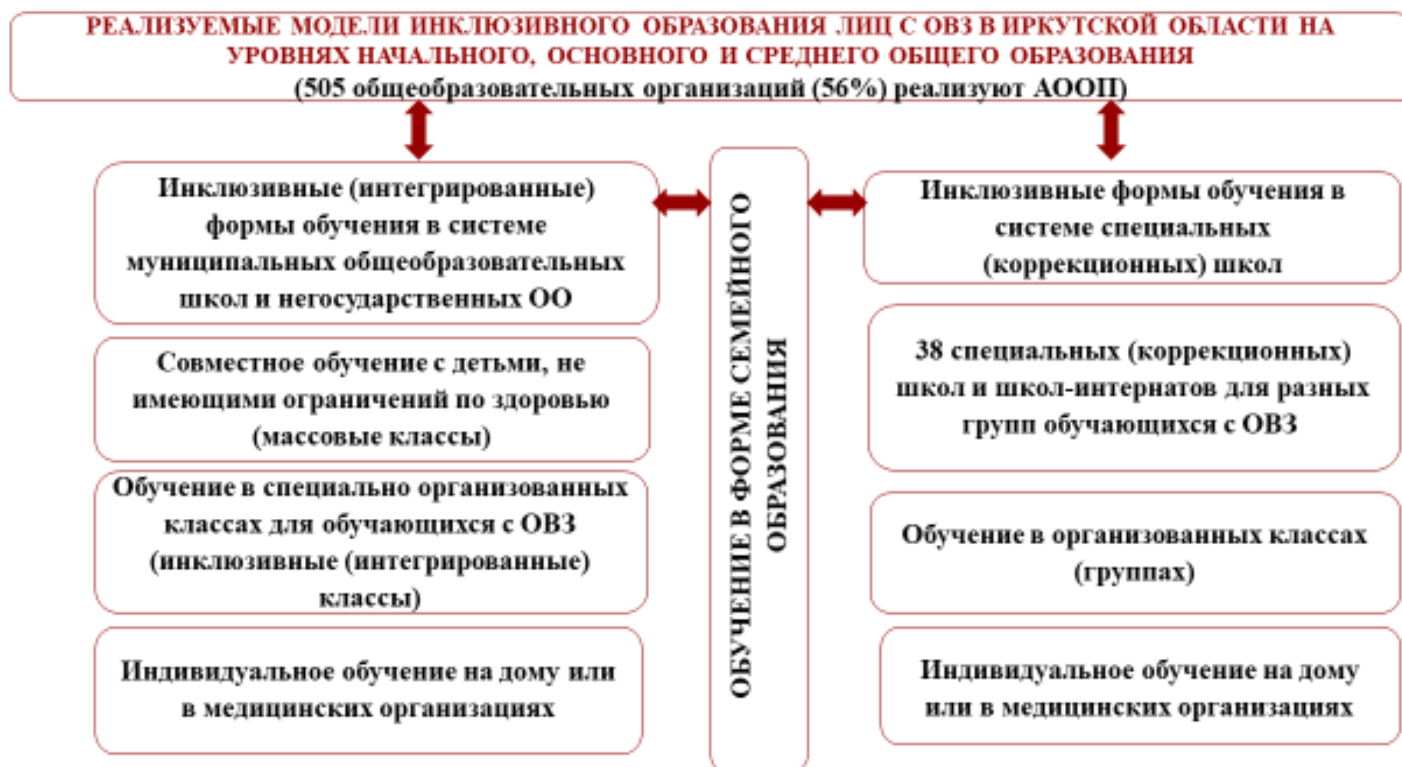 РЕАЛИЗУЕМЫЕ МОДЕЛИ ИНКЛЮЗИВНОГО ОБРАЗОВАНИЯ ЛИЦ С ОВЗ В ИРКУТСКОЙ ОБЛАСТИ НА
УРОВНЯХ НАЧАЛЬНОГО, ОСНОВНОГО И СРЕДНЕГО ОБЩЕГО ОБРАЗОВАНИЯ
(505 общеобразовательных организаций (56%) реализуют АООП)
Инклюзивные (интегрированные)
формы обучения в системе
муниципальных общеобразовательных
школ и негосударственных ОО
Совместное обучение с детьми, не
имеющими ограничений по здоровью
(массовые классы)
Обучение в специально организованных
классах для обучающихся с ОВЗ
(инклюзивные (интегрированные)
классы)
Индивидуальное обучение на дому или
в медицинских организациях
ОБУЧЕНИЕ В ФОРМЕ СЕМЕЙНОГО
ОБРАЗОВАНИЯ
Инклюзивные формы обучения в
системе специальных
(коррекционных) школ
38 специальных (коррекционных)
школ и школ-интернатов для разных
групп обучающихся с ОВЗ
Обучение в организованных классах
(группах)
Индивидуальное обучение на дому
или в медицинских организациях